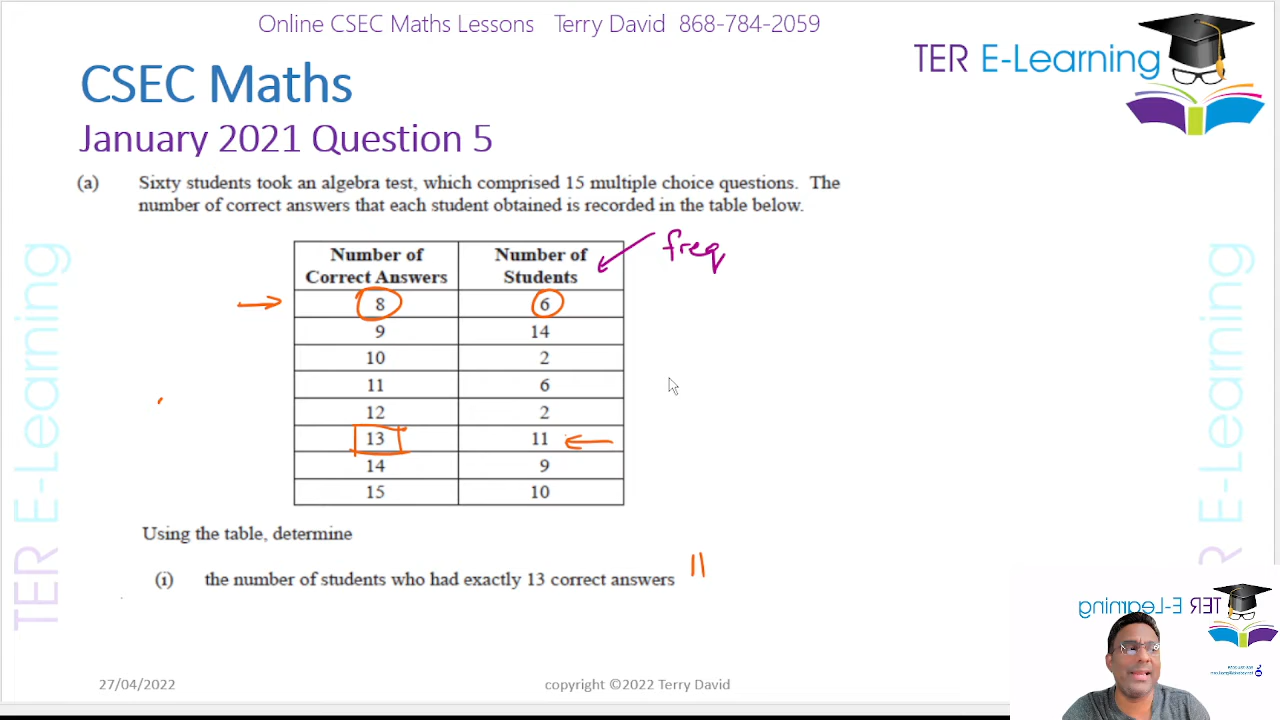 Online CSEC Maths Lessons Terry David 868-784-2059
TER E-Learning
CSEC Maths
January 2021 Question 5
(a) Sixty students took an algebra test, which comprised 15 multiple choice questions. The
number of correct answers that each student obtained is recorded in the table below.
freq
Number of Correct Answers Number of Students
8 6
9 14
10 2
11 6
12 2
13 11
14 9
15 10
Using the table, determine
(i) the number of students who had exactly 13 correct answers 11
TER E-Learning
TER E-Learning
TER E-Learning
27/04/2022
copyright ©2022 Terry David